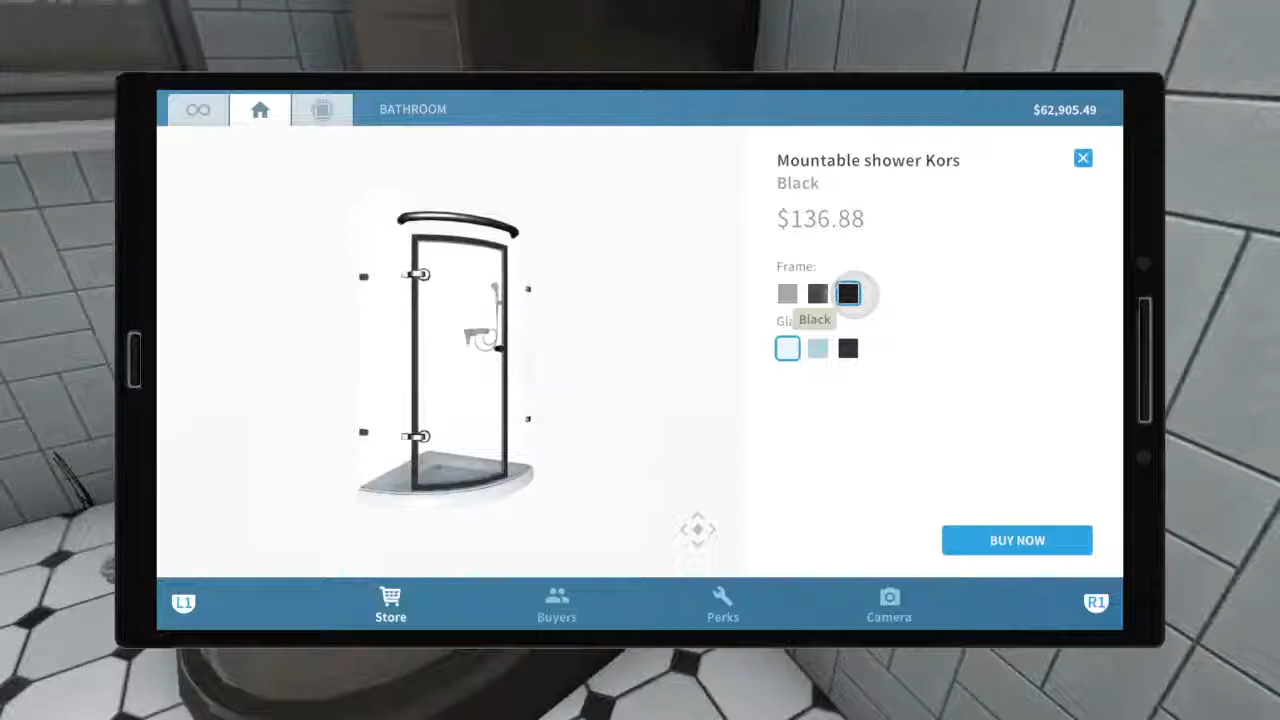 BATHROOM
$62,905.49
Mountable shower Kors
Black
$136.88
Frame:
Gla
Black
BUY NOW
L1
Store
Buyers
Perks
Camera
R1